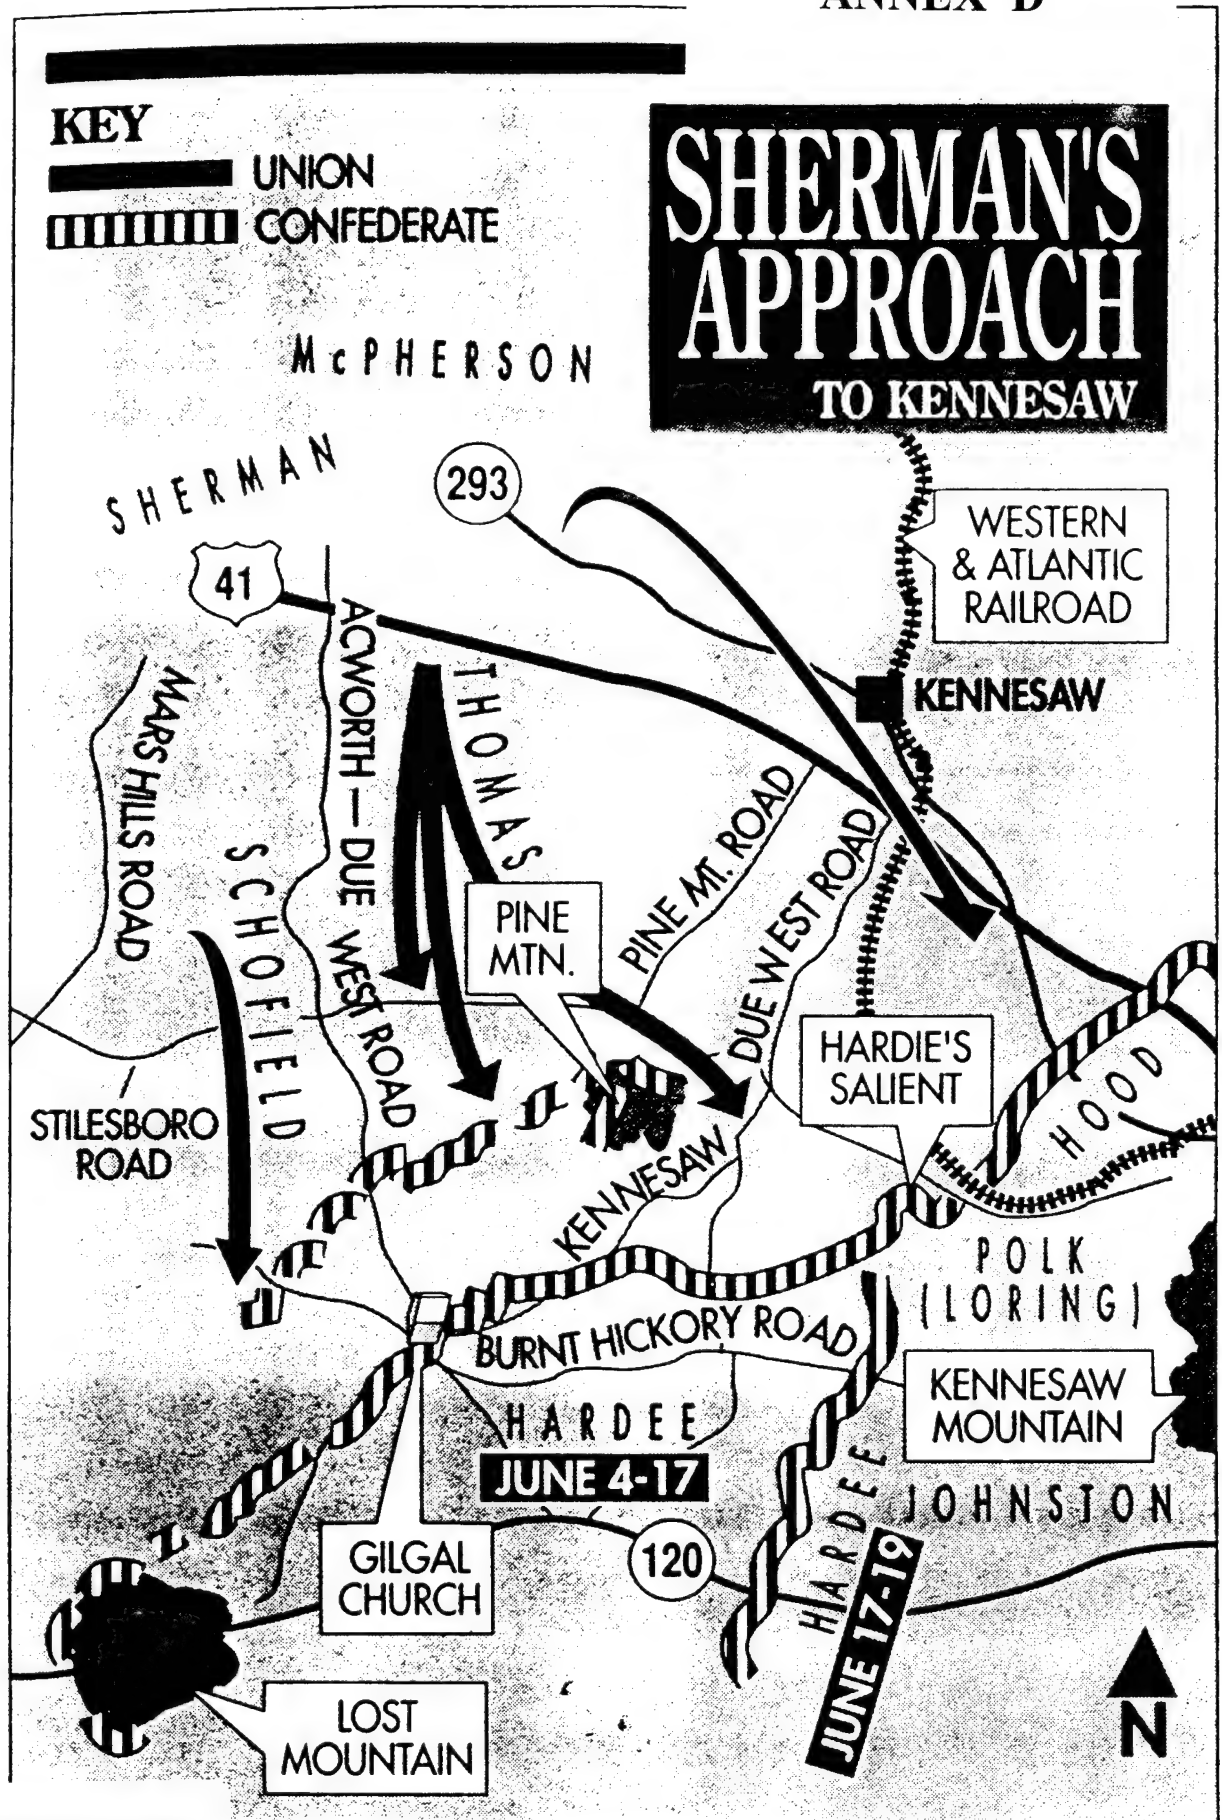 ANNEX D
KEY
UNION
CONFEDERATE
SHERMAN'S
APPROACH
TO KENNESAW
McPHERSON
SHERMAN
293
WESTERN
& ATLANTIC
RAILROAD
41
ACWORTH — DUE WEST ROAD
THOMAS
KENNESAW
MARS HILLS ROAD
SCHOFIELD
PINE
MTN.
PINE MT. ROAD
DUE WEST ROAD
HARDIE'S
SALIENT
HOOD
STILESBORO
ROAD
KENNESAW
POLK
(LORING)
BURNT HICKORY ROAD
KENNESAW
MOUNTAIN
HARDEE
JUNE 4-17
HARDEE
JUNE 17-19
JOHNSTON
GILGAL
CHURCH
120
LOST
MOUNTAIN
N